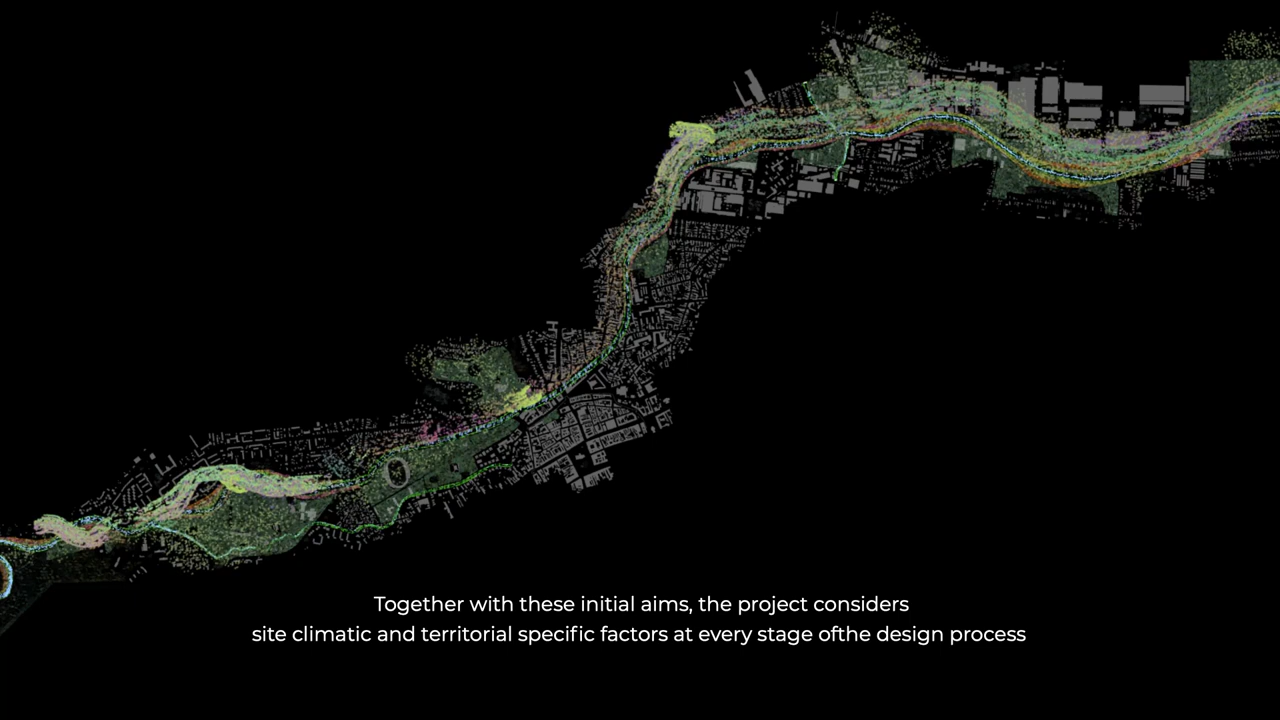 Together with these initial aims, the project considers
site climatic and territorial specific factors at every stage ofthe design process